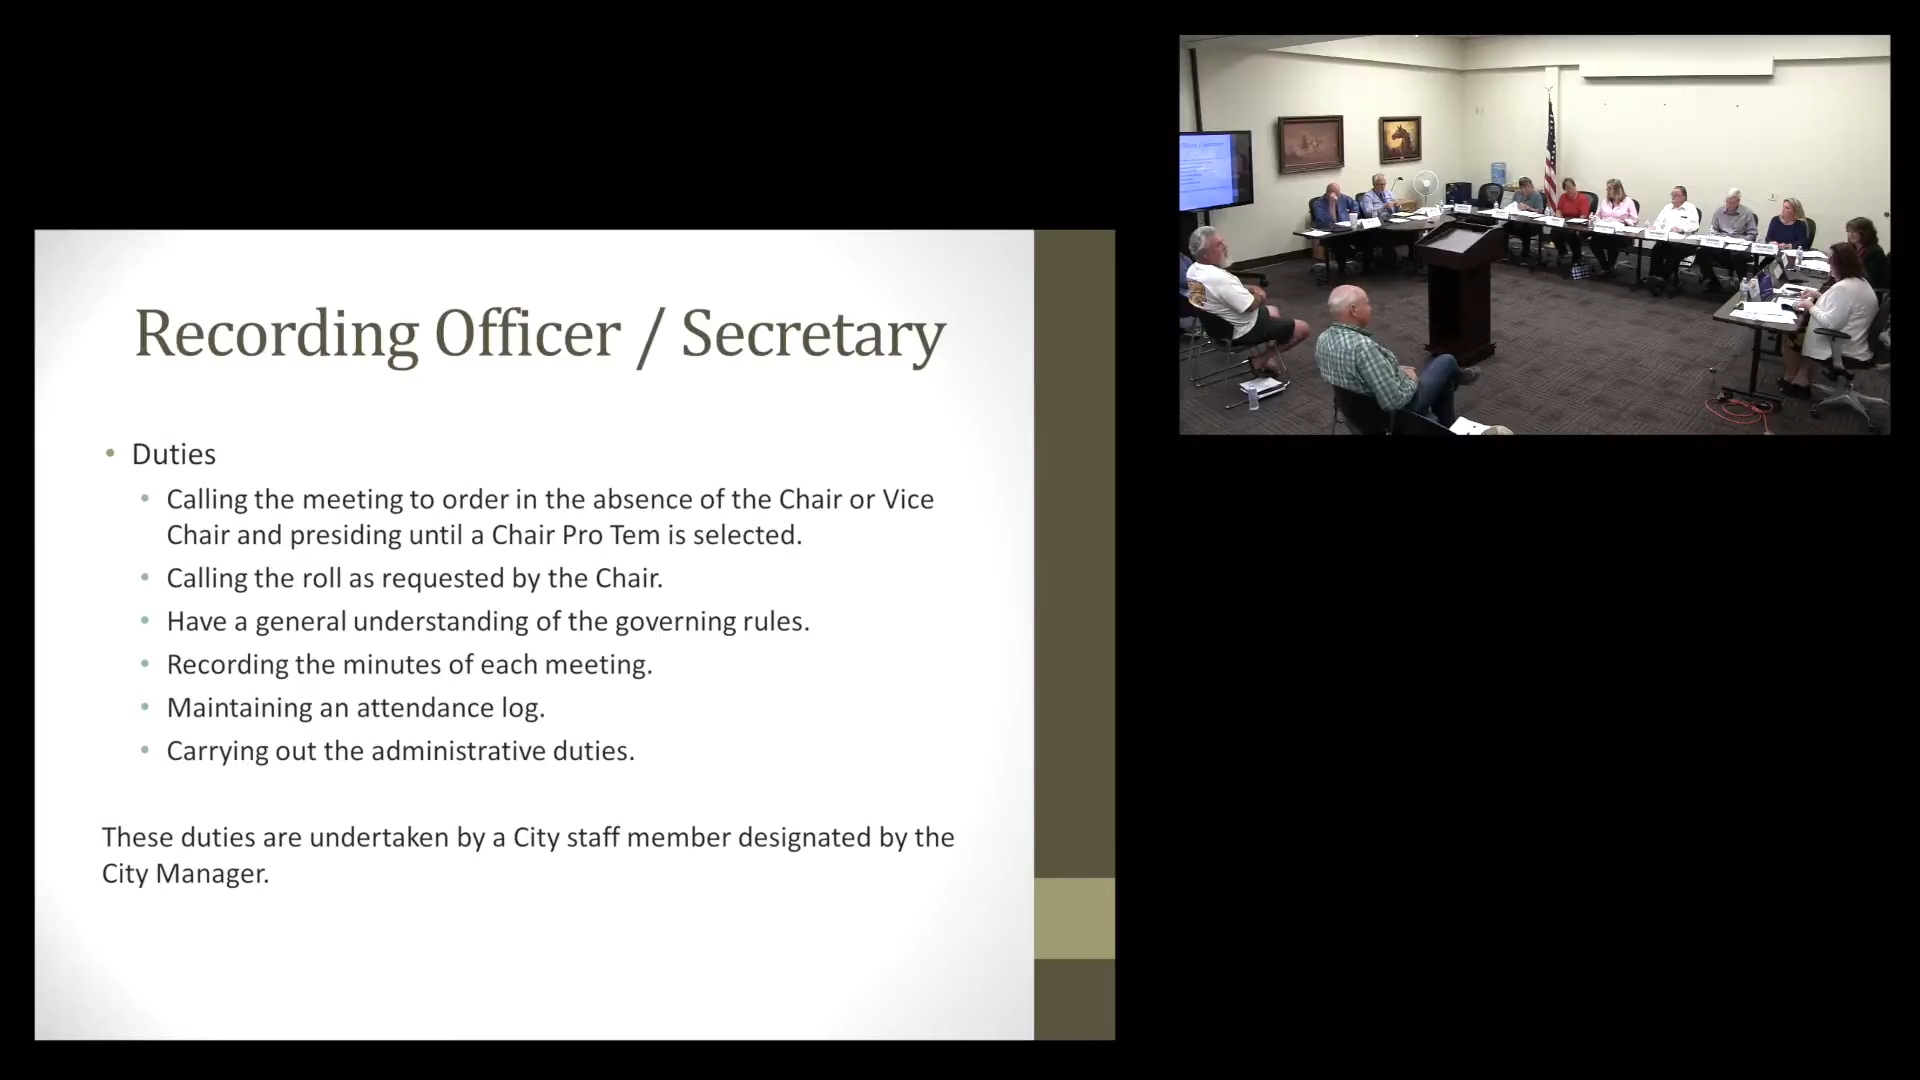 Recording Officer / Secretary
• Duties
• Calling the meeting to order in the absence of the Chair or Vice
Chair and presiding until a Chair Pro Tem is selected.
• Calling the roll as requested by the Chair.
• Have a general understanding of the governing rules.
• Recording the minutes of each meeting.
• Maintaining an attendance log.
• Carrying out the administrative duties.
These duties are undertaken by a City staff member designated by the
City Manager.